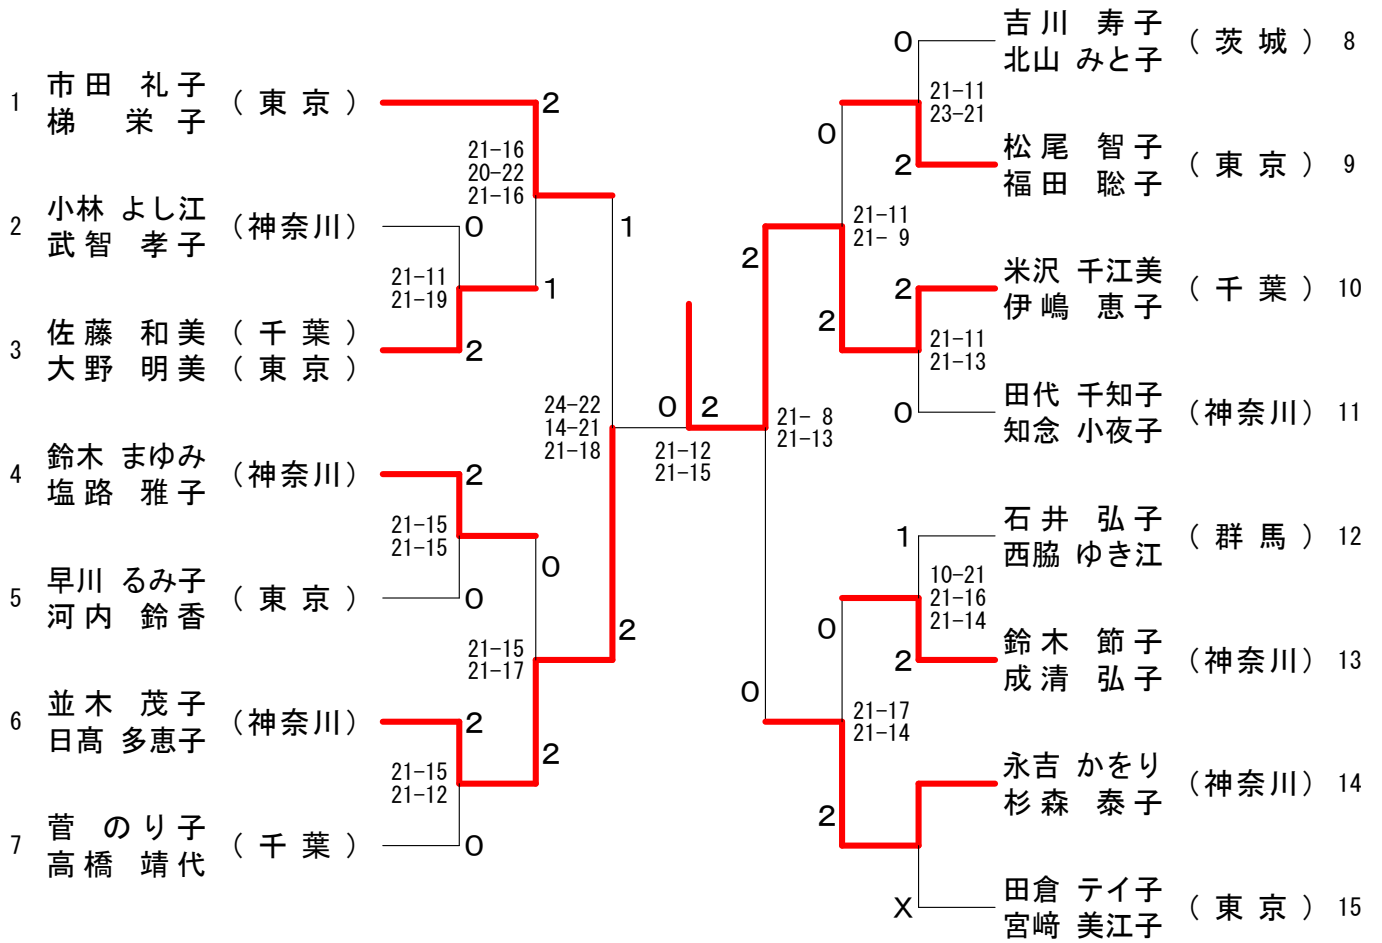 1 市田 礼子 (東京)
梯 栄子
2
21-16
20-22
21-16
2 小林 よし江 (神奈川)
武智 孝子
0
1
21-11
21-19
1
3 佐藤 和美 (千葉)
大野 明美 (東京)
2
24-22
14-21
21-18
4 鈴木 まゆみ (神奈川)
塩路 雅子
2
21-15
21-15
0
5 早川 るみ子 (東京)
河内 鈴香
0
2
21-15
21-17
6 並木 茂子 (神奈川)
日髙 多恵子
2
2
21-15
21-12
7 菅 のり子 (千葉)
高橋 靖代
0
0 2
21-12
21-15
0 吉川 寿子 (茨城) 8
北山 みと子
21-11
23-21
0
2 松尾 智子 (東京) 9
福田 聡子
21-11
21- 9
2
2 米沢 千江美 (千葉) 10
伊嶋 恵子
2
21-11
21-13
0 田代 千知子 (神奈川) 11
知念 小夜子
21- 8
21-13
1 石井 弘子 (群馬) 12
西脇 ゆき江
10-21
21-16
21-14
0
2 鈴木 節子 (神奈川) 13
成清 弘子
0
21-17
21-14
永吉 かをり (神奈川) 14
杉森 泰子
2
X 田倉 テイ子 (東京) 15
宮﨑 美江子